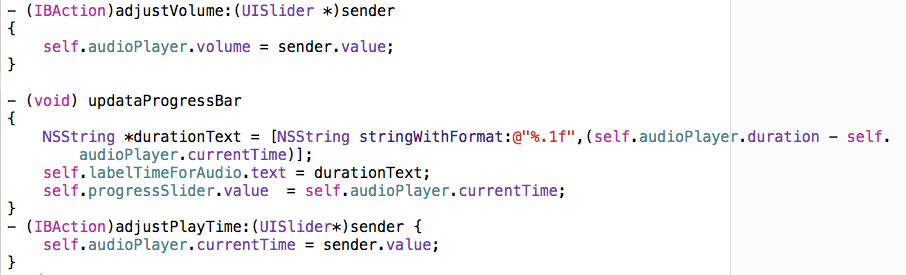 - (IBAction)adjustVolume:(UISlider *)sender
{
    self.audioPlayer.volume = sender.value;
}

- (void) updataProgressBar
{
    NSString *durationText = [NSString stringWithFormat:@"%.1f",(self.audioPlayer.duration - self.
        audioPlayer.currentTime)];
    self.labelTimeForAudio.text = durationText;
    self.progressSlider.value  = self.audioPlayer.currentTime;
}
- (IBAction)adjustPlayTime:(UISlider*)sender {
    self.audioPlayer.currentTime = sender.value;
}